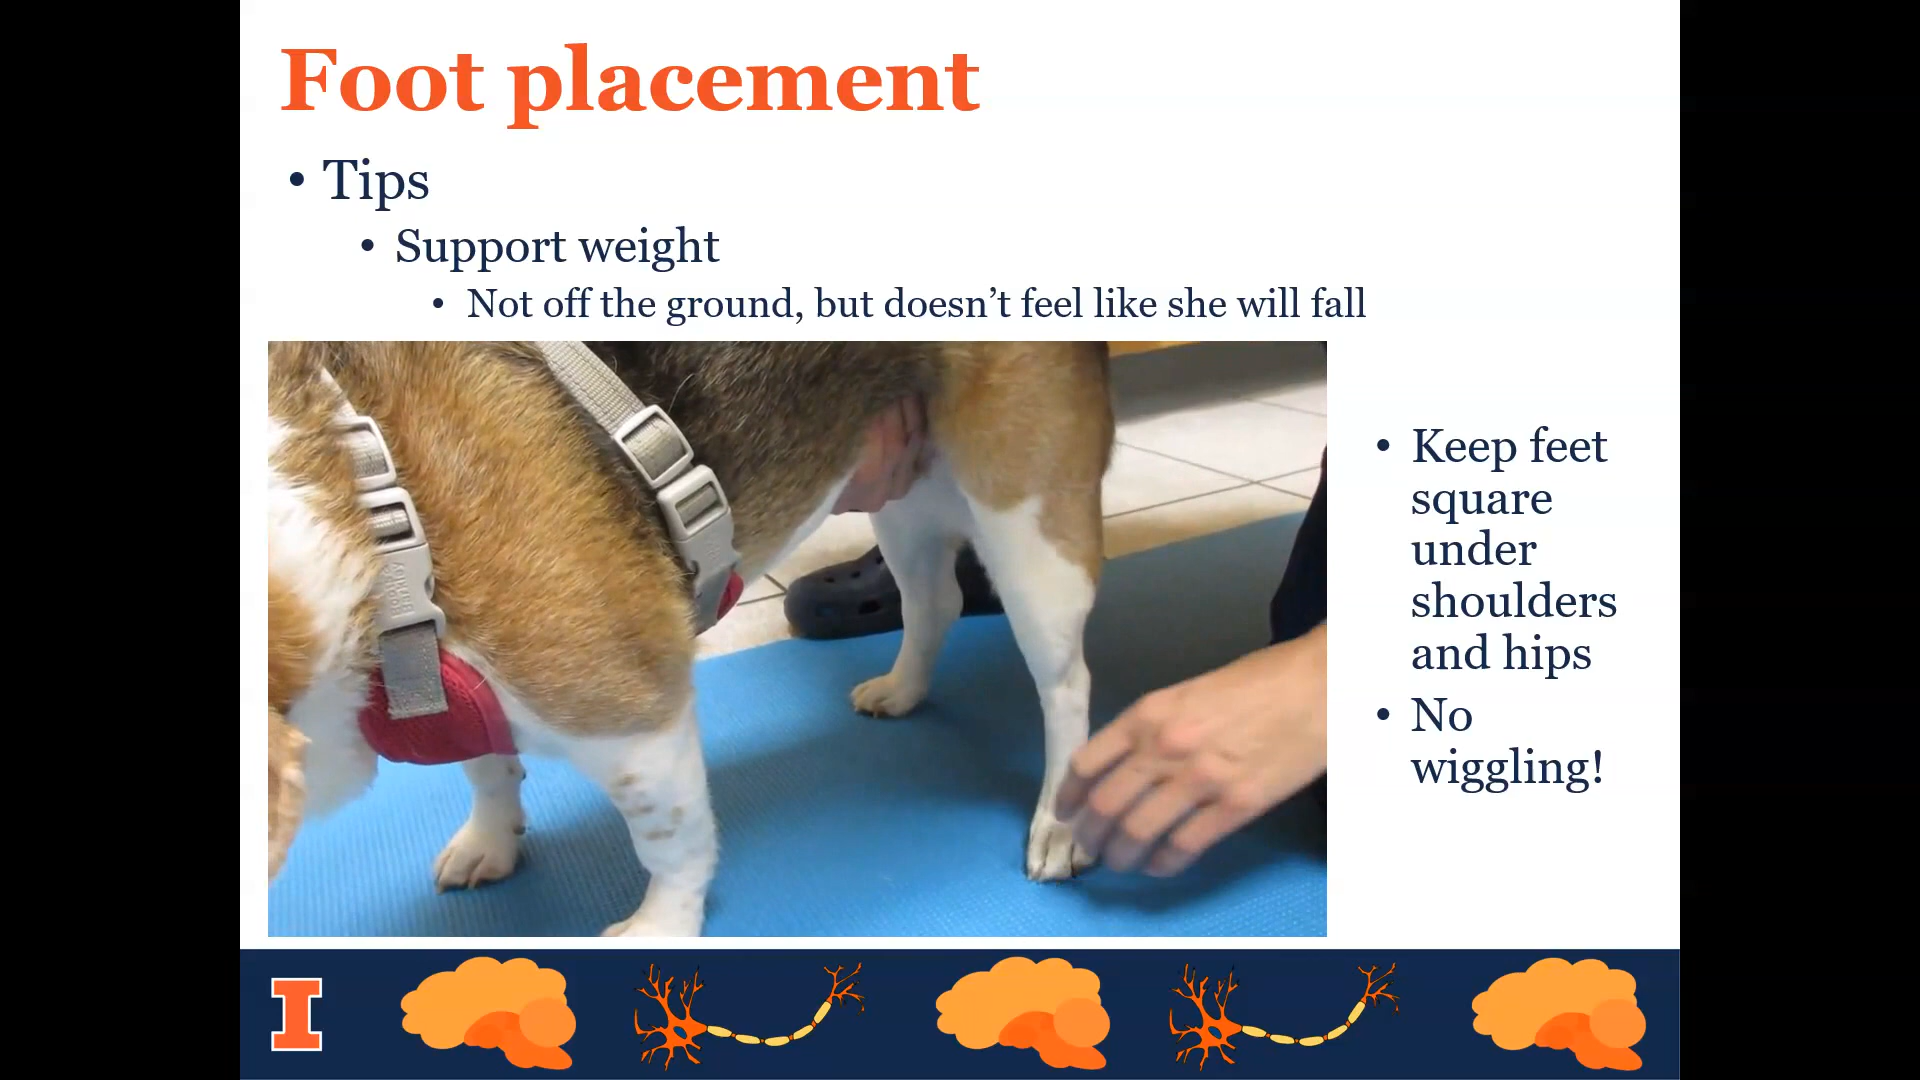 Foot placement
• Tips
• Support weight
• Not off the ground, but doesn’t feel like she will fall
• Keep feet
square
under
shoulders
and hips
• No
wiggling!
I